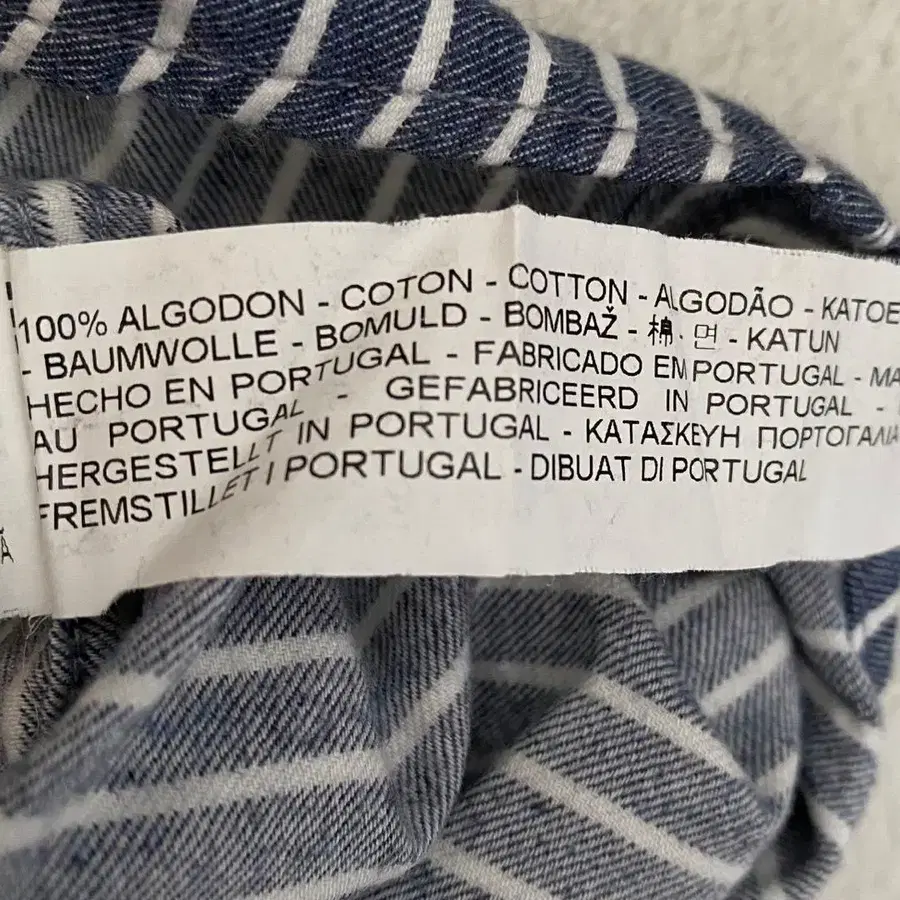 100% ALGODON - COTON - COTTON - ALGODÃO - KATOE
- BAUMWOLLE - BOMULD - BOMBAŽ - 棉 · 면 - KATUN
HECHO EN PORTUGAL - FABRICADO EM PORTUGAL - MA
AU PORTUGAL - GEFABRICEERD IN PORTUGAL -
HERGESTELLT IN PORTUGAL - ΚΑΤΑΣΚΕΥΗ ΠΟΡΤΟΓΑΛΙΑ
FREMSTILLET I PORTUGAL - DIBUAT DI PORTUGAL